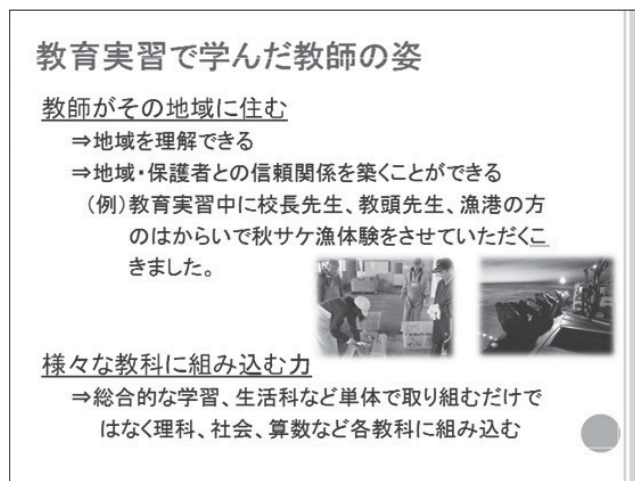 教育実習で学んだ教師の姿
教師がその地域に住む
⇒地域を理解できる
⇒地域・保護者との信頼関係を築くことができる
(例)教育実習中に校長先生、教頭先生、漁港の方
のはからいで秋サケ漁体験をさせていただくこ
きました。
様々な教科に組み込む力
⇒総合的な学習、生活科など単体で取り組むだけで
はなく理科、社会、算数など各教科に組み込む